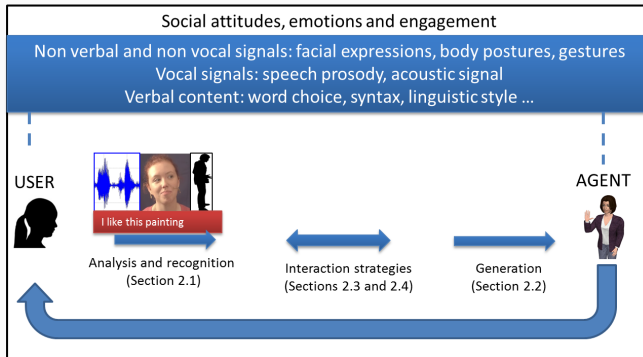 Social attitudes, emotions and engagement
Non verbal and non vocal signals: facial expressions, body postures, gestures
Vocal signals: speech prosody, acoustic signal
Verbal content: word choice, syntax, linguistic style ...
USER
AGENT
I like this painting
Analysis and recognition
(Section 2.1)
Interaction strategies
(Sections 2.3 and 2.4)
Generation
(Section 2.2)